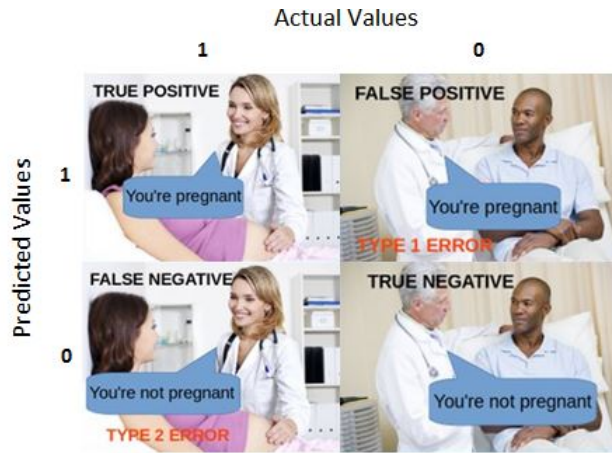 Actual Values
1 0
Predicted Values
1
TRUE POSITIVE
You're pregnant
FALSE POSITIVE
You're pregnant
TYPE 1 ERROR
0
FALSE NEGATIVE
You're not pregnant
TYPE 2 ERROR
TRUE NEGATIVE
You're not pregnant